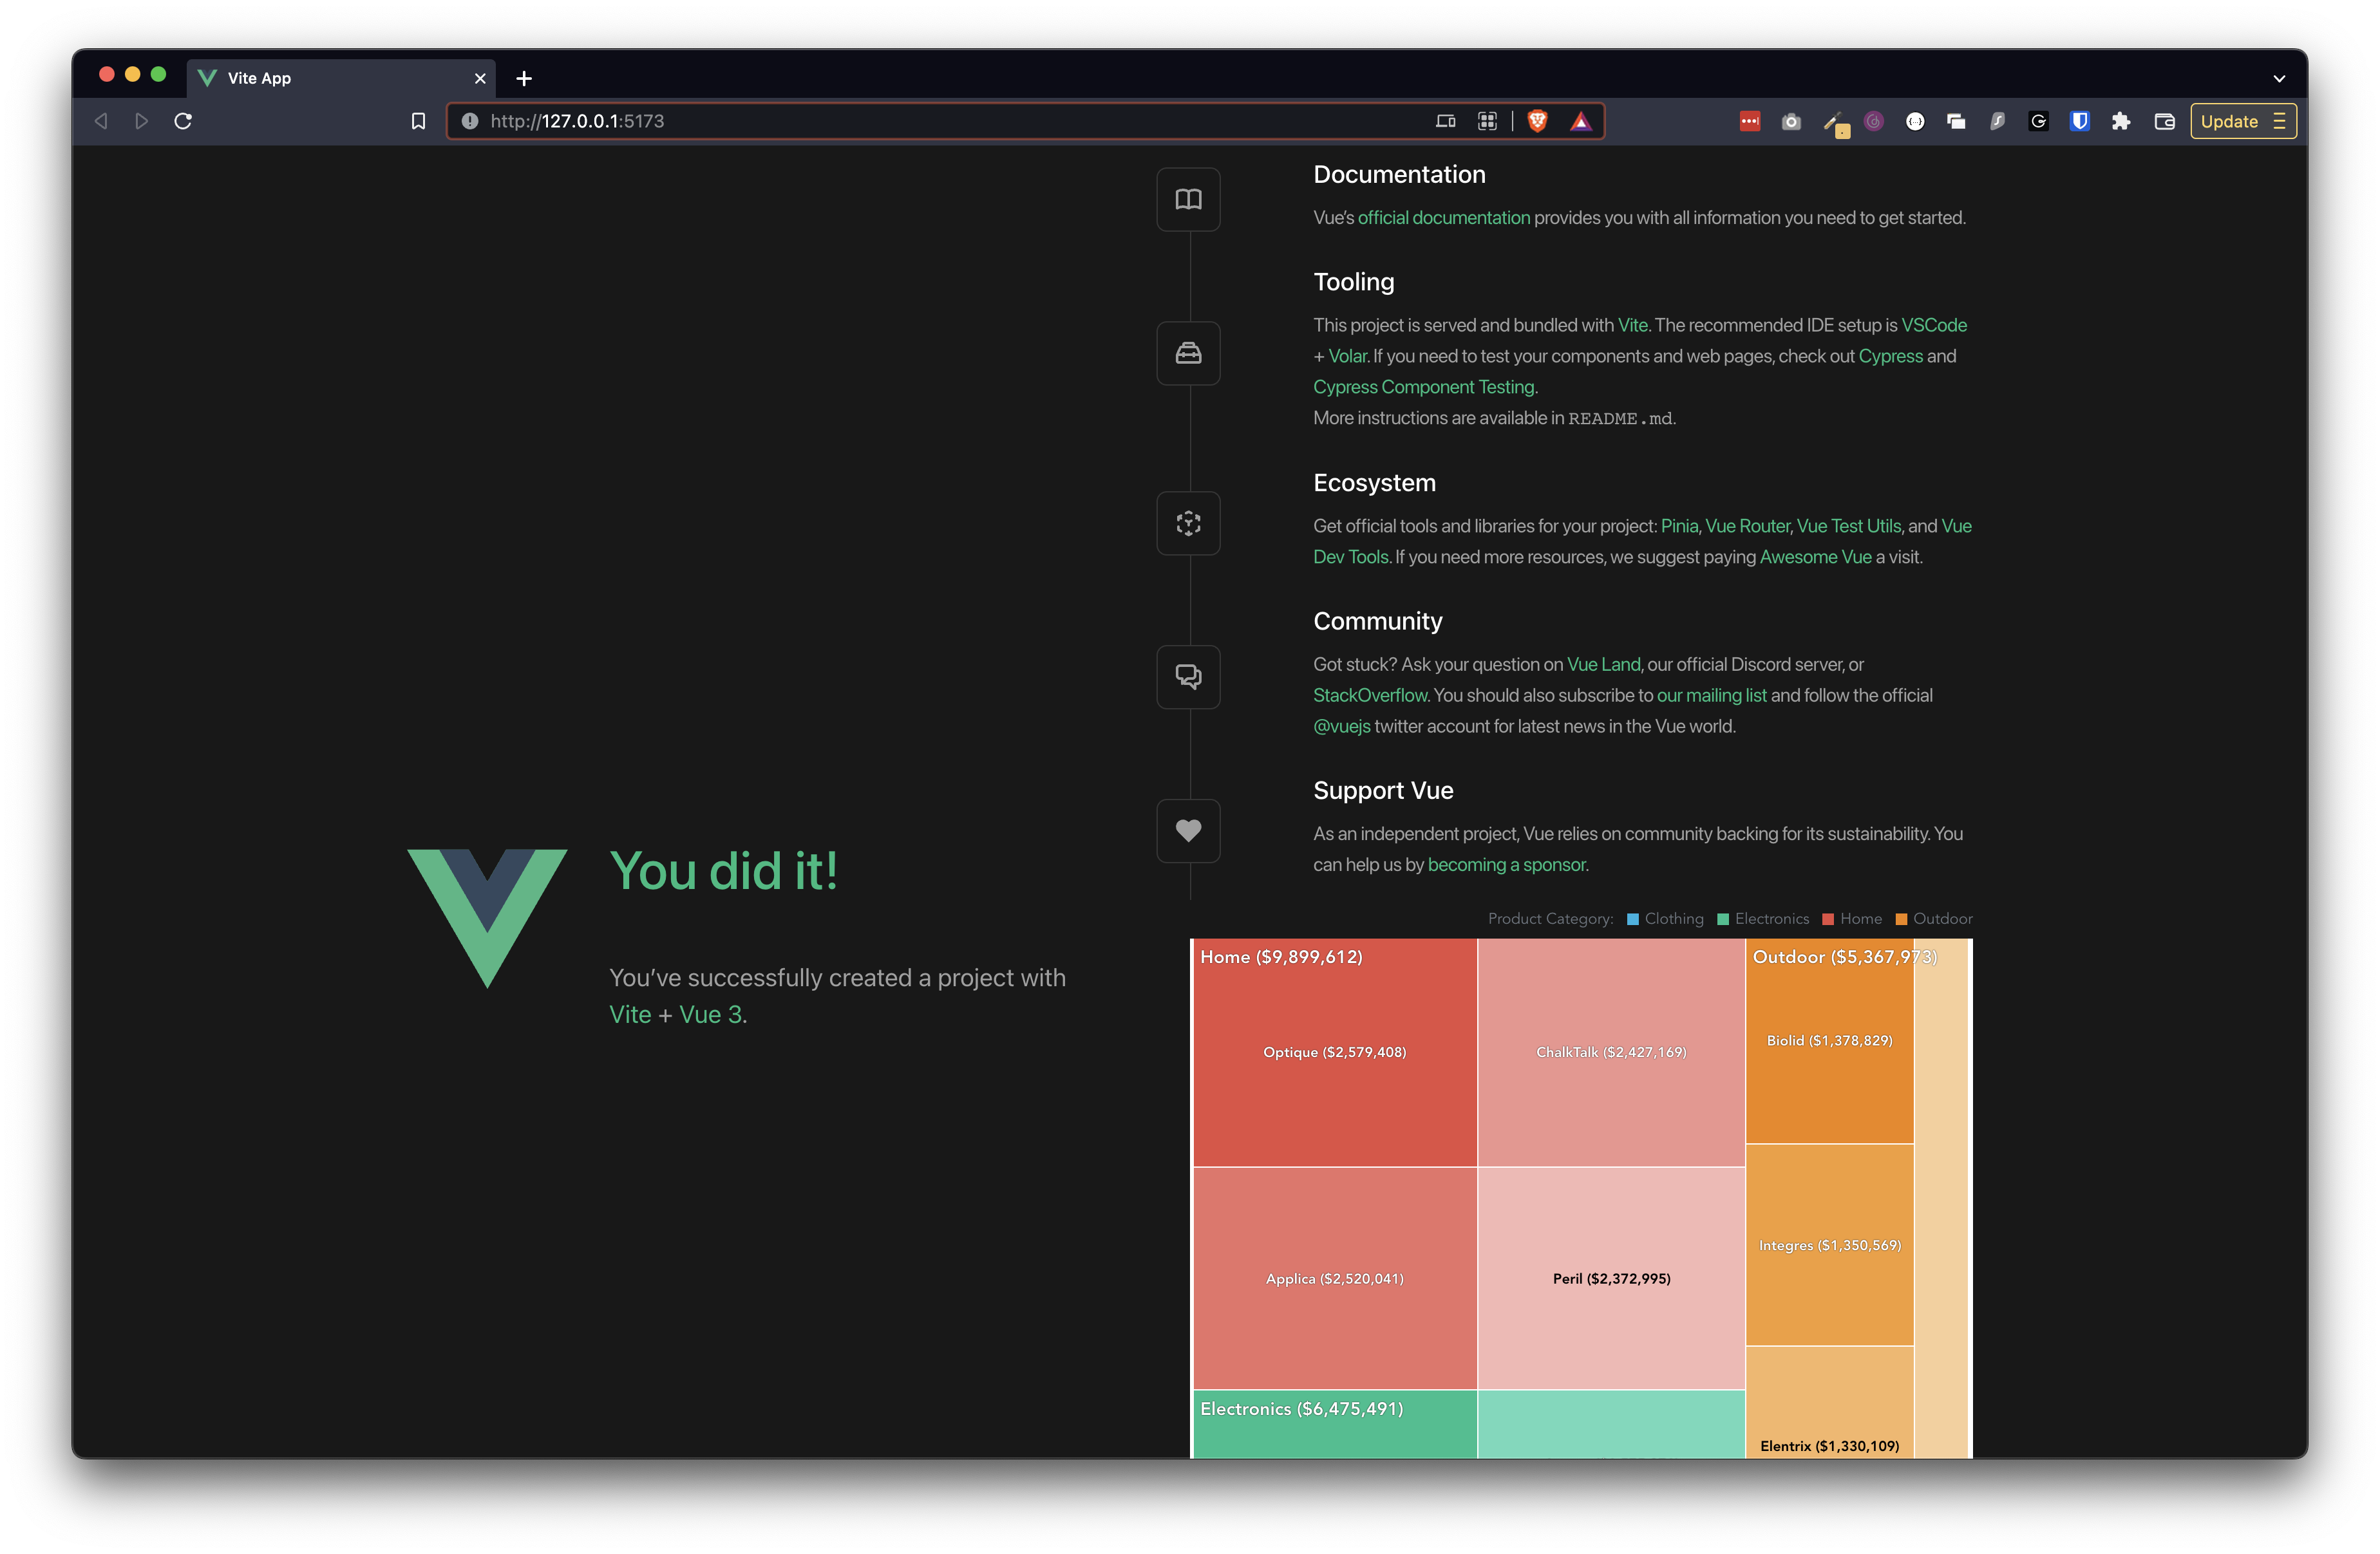 Vite App
http://127.0.0.1:5173
Update
Documentation
Vue’s official documentation provides you with all information you need to get started.
Tooling
This project is served and bundled with Vite. The recommended IDE setup is VSCode
+ Volar. If you need to test your components and web pages, check out Cypress and
Cypress Component Testing.
More instructions are available in README.md.
Ecosystem
Get official tools and libraries for your project: Pinia, Vue Router, Vue Test Utils, and Vue
Dev Tools. If you need more resources, we suggest paying Awesome Vue a visit.
Community
Got stuck? Ask your question on Vue Land, our official Discord server, or
StackOverflow. You should also subscribe to our mailing list and follow the official
@vuejs twitter account for latest news in the Vue world.
Support Vue
As an independent project, Vue relies on community backing for its sustainability. You
can help us by becoming a sponsor.
You did it!
You’ve successfully created a project with
Vite + Vue 3.
Product Category: Clothing Electronics Home Outdoor
Home ($9,899,612)
Outdoor ($5,367,973)
Optique ($2,579,408)
ChalkTalk ($2,427,169)
Biolid ($1,378,829)
Applica ($2,520,041)
Peril ($2,372,995)
Integres ($1,350,569)
Electronics ($6,475,491)
Elentrix ($1,330,109)